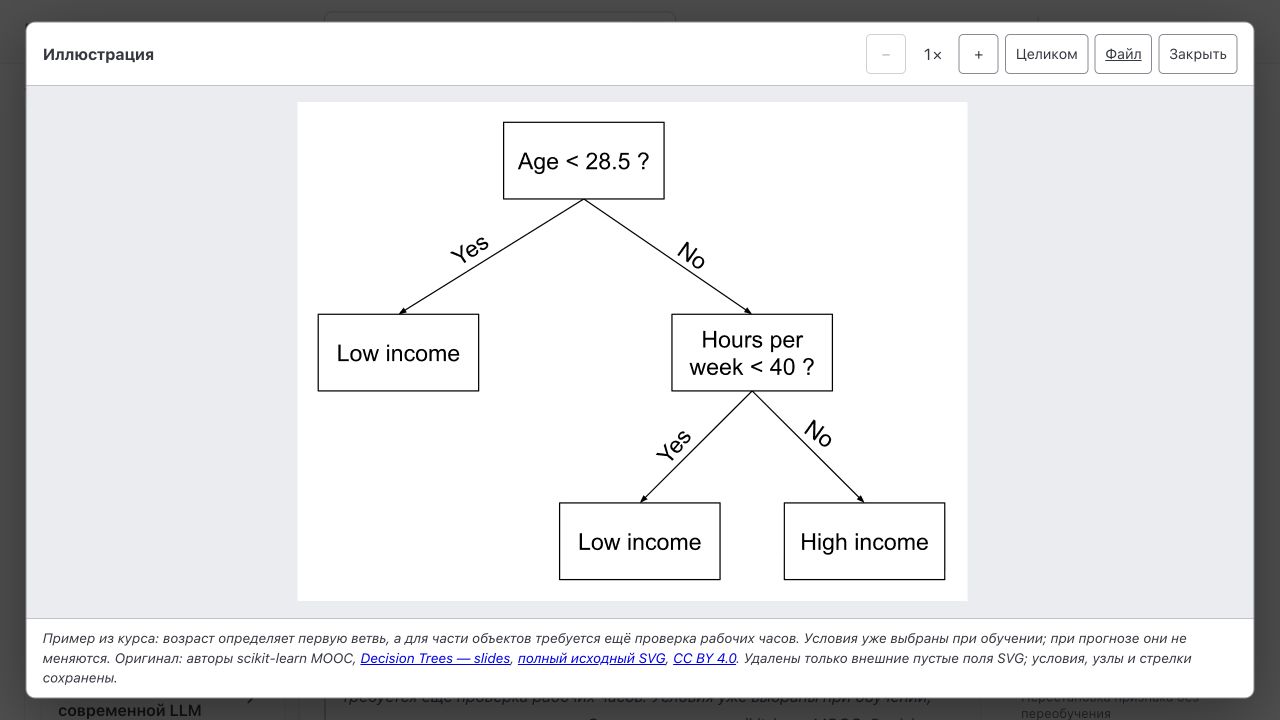 Иллюстрация
− 1× + Целиком Файл Закрыть
Age < 28.5 ?
Yes No
Low income
Hours per
week < 40 ?
Yes No
Low income High income
Пример из курса: возраст определяет первую ветвь, а для части объектов требуется ещё проверка рабочих часов. Условия уже выбраны при обучении; при прогнозе они не
меняются. Оригинал: авторы scikit-learn MOOC, Decision Trees — slides, полный исходный SVG, CC BY 4.0. Удалены только внешние пустые поля SVG; условия, узлы и стрелки
сохранены.
современной LLM
переобучения